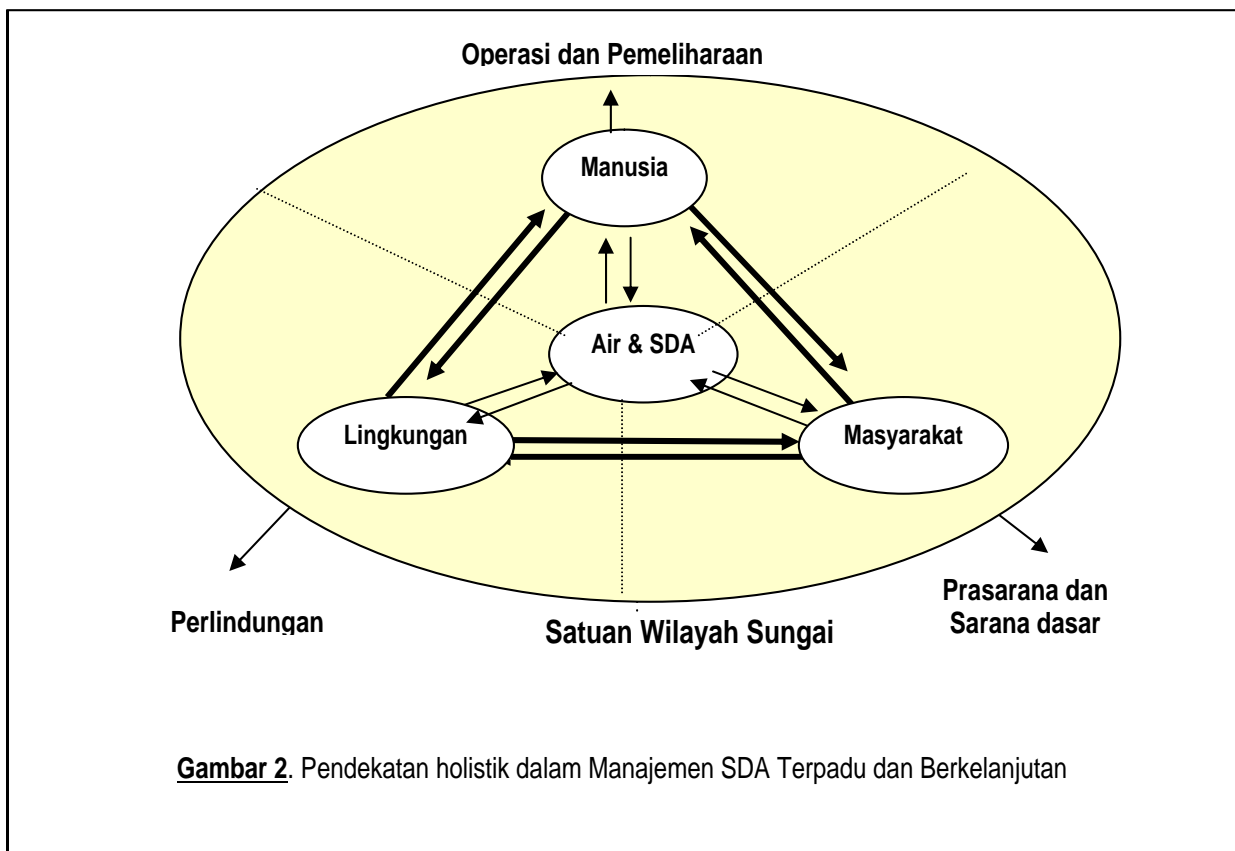 Operasi dan Pemeliharaan
Manusia
Air & SDA
Lingkungan
Masyarakat
Perlindungan
Satuan Wilayah Sungai
Prasarana dan
Sarana dasar
Gambar 2. Pendekatan holistik dalam Manajemen SDA Terpadu dan Berkelanjutan